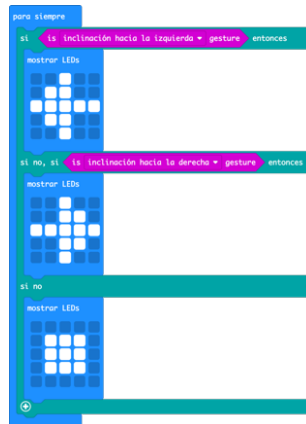 para siempre
si is inclinación hacia la izquierda gesture entonces
mostrar LEDs
si no, si is inclinación hacia la derecha gesture entonces
mostrar LEDs
si no
mostrar LEDs